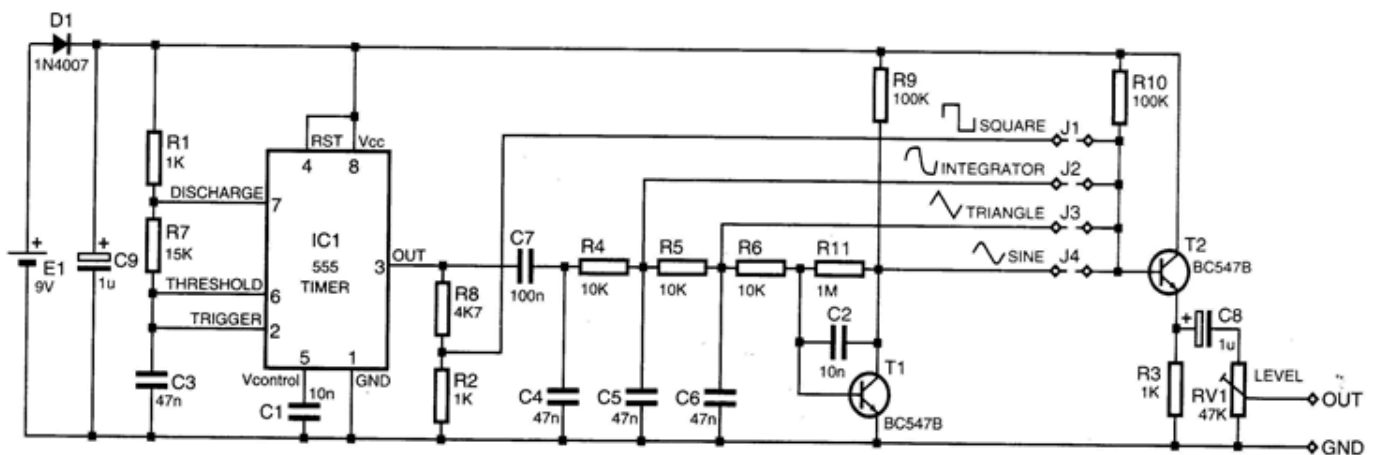 D1
1N4007
E1
9V
+
C9
1u
+
R1
1K
DISCHARGE
R7
15K
THRESHOLD
TRIGGER
C3
47n
RST
Vcc
4
8
7
IC1
555
TIMER
3
OUT
6
2
5
1
Vcontrol
GND
10n
C1
R8
4K7
R2
1K
C7
100n
R4
10K
R5
10K
R6
10K
R11
1M
C4
47n
C5
47n
C6
47n
C2
10n
T1
BC547B
R9
100K
R10
100K
SQUARE
J1
INTEGRATOR
J2
TRIANGLE
J3
SINE
J4
T2
BC547B
+
C8
1u
R3
1K
LEVEL
RV1
47K
OUT
GND